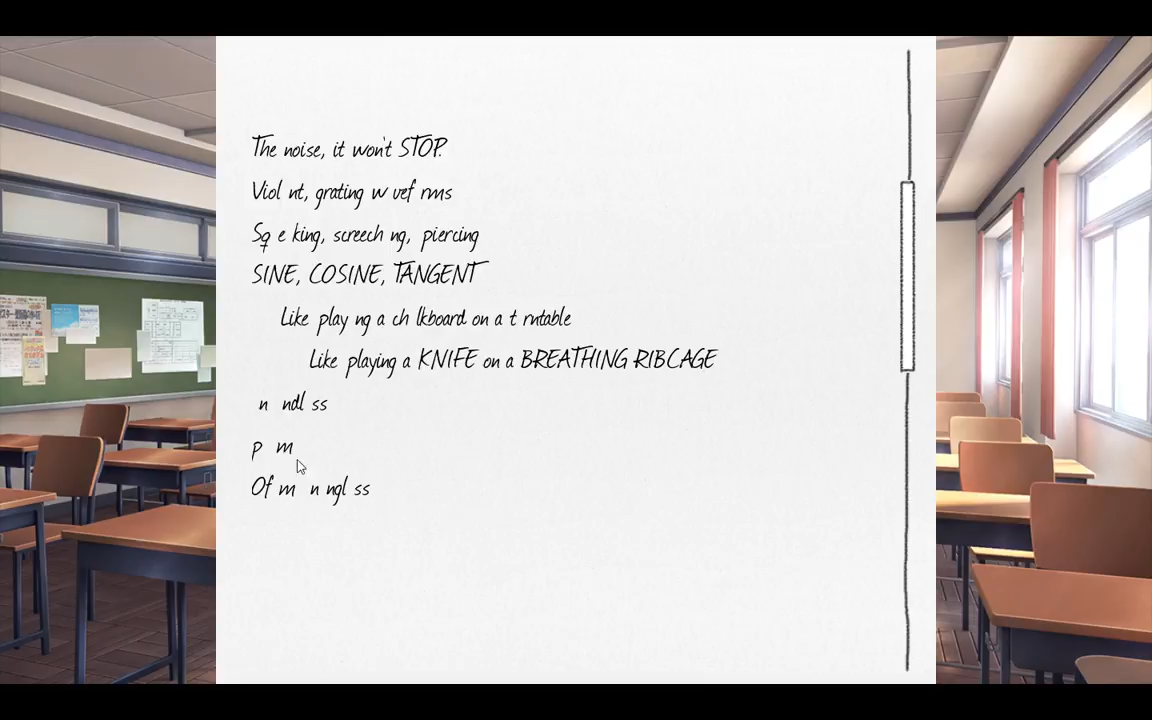 The noise, it won't STOP.
Viol nt, grating w vef rms
Sq e king, screech ng, piercing
SINE, COSINE, TANGENT
Like play ng a ch lkboard on a t rntable
Like playing a KNIFE on a BREATHING RIBCAGE
n ndl ss
p m
Of m n ngl ss